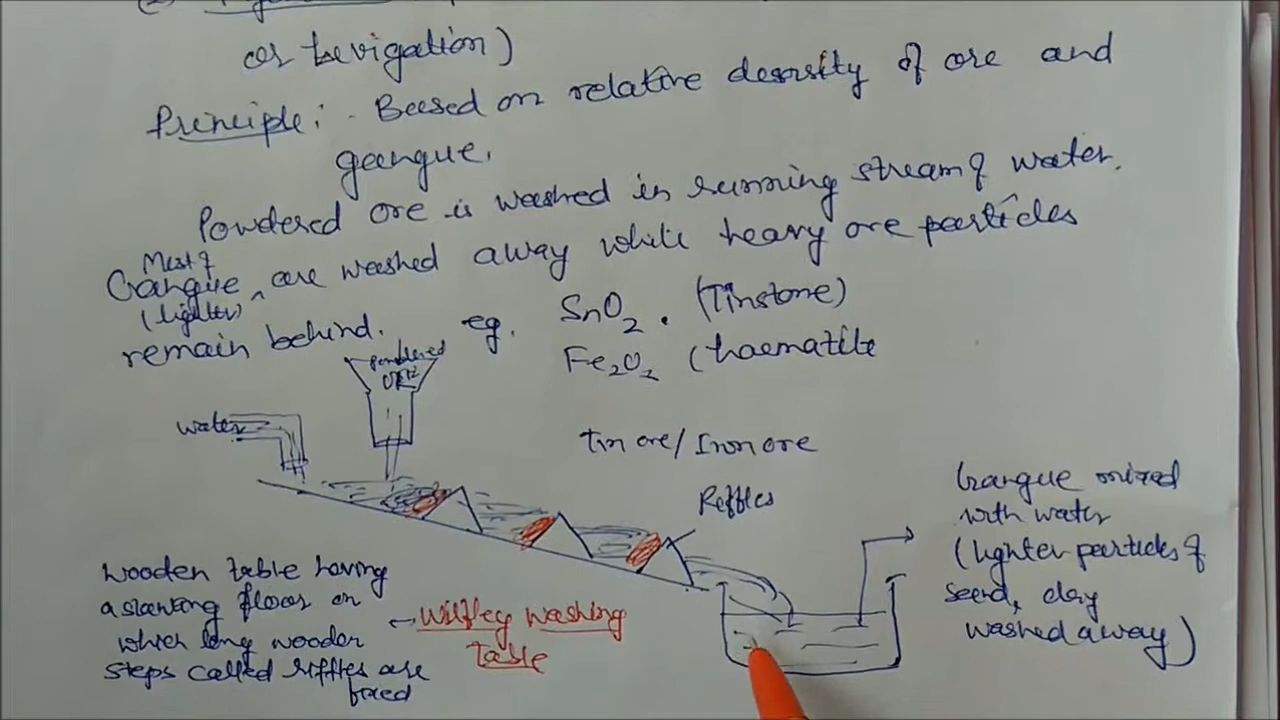 or Levigation)
Principle: Based on relative density of ore and
gangue.
Powdered ore is washed in running stream of water.
Most of
Gangue ^ are washed away while heavy ore particles
(lighter)
remain behind. eg. SnO2. (Tinstone)
Fe2O3 (haematite
powdered
ore
water
Tin ore/Iron ore
Reffles
Gangue mixed
with water
(lighter particles of
sand, clay
washed away)
wooden table having
a slanting floor on
which long wooden
steps called riffles are
fixed
Wilfley washing
table